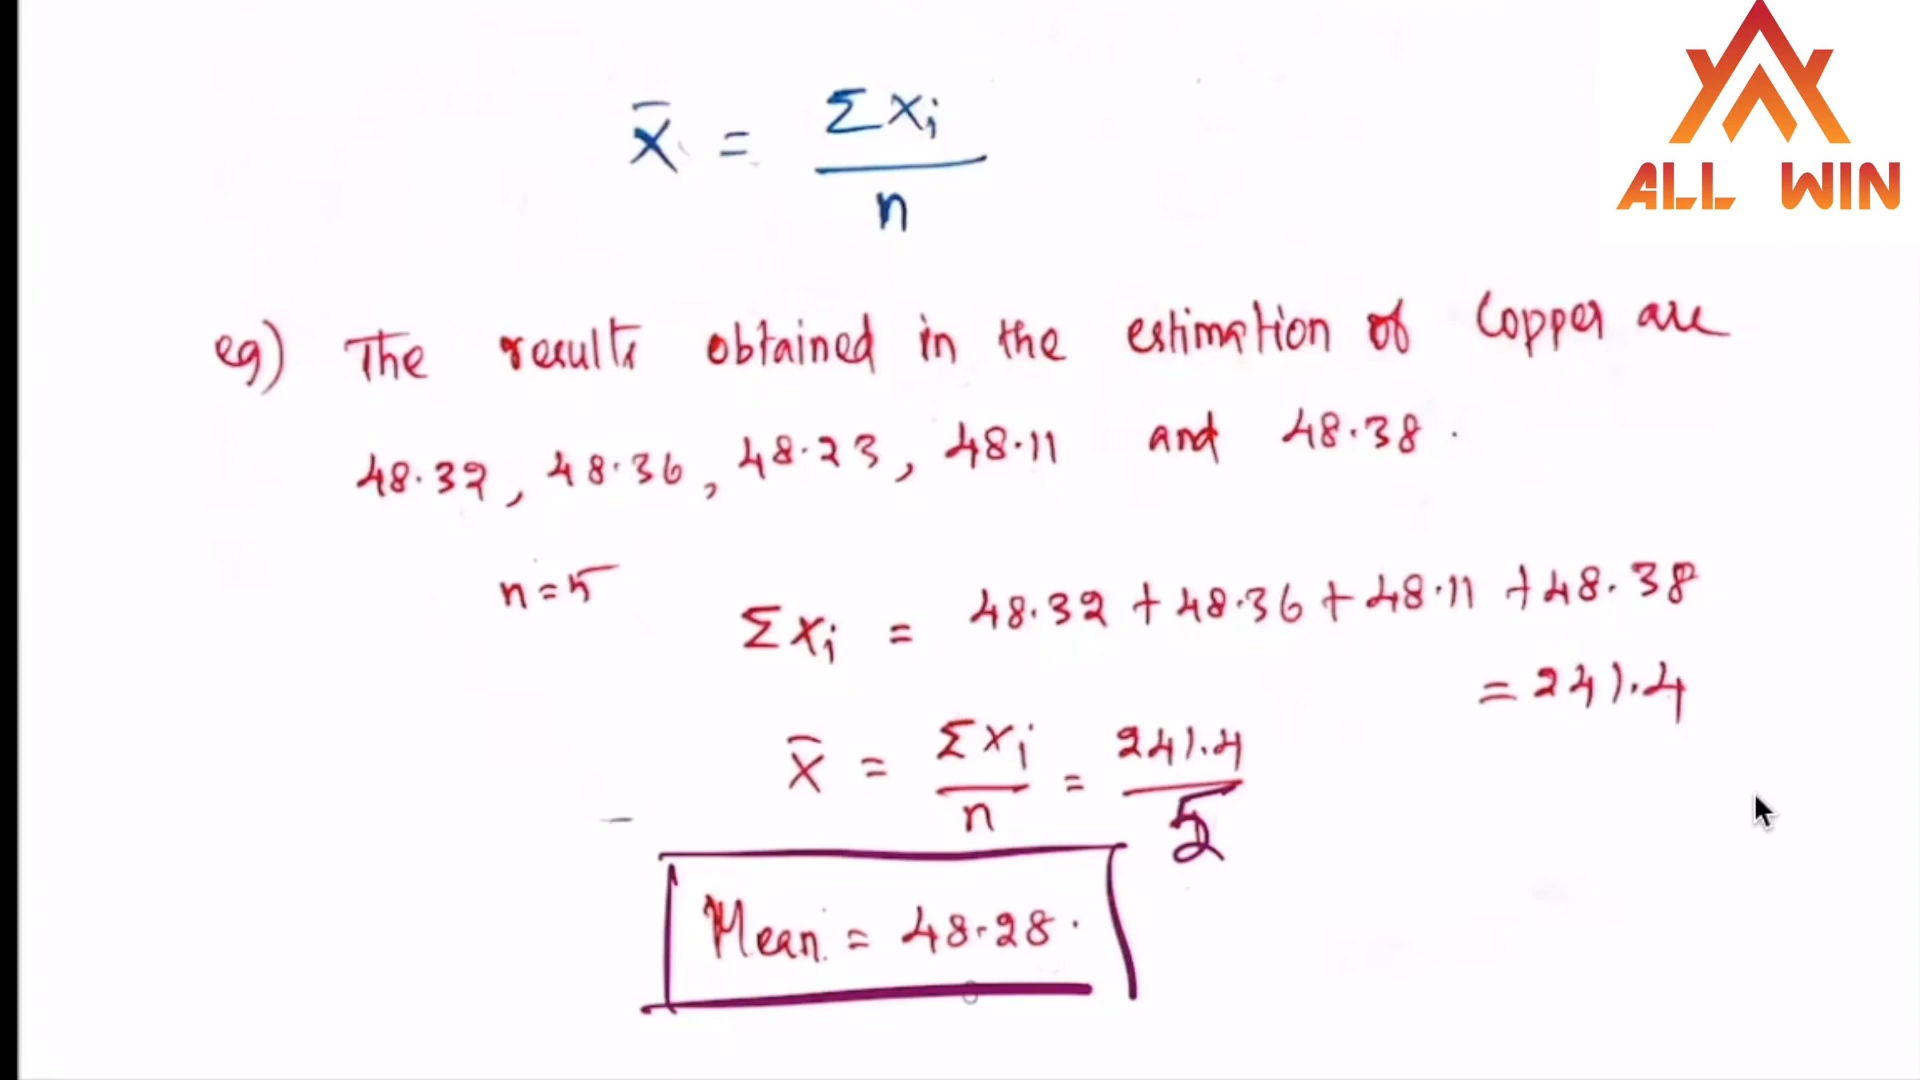 ALL WIN
x̄ = Σxᵢ / n
eg) The results obtained in the estimation of Copper are
48.32, 48.36, 48.23, 48.11 and 48.38.
n=5
Σxᵢ = 48.32 + 48.36 + 48.11 + 48.38
= 241.4
x̄ = Σxᵢ / n = 241.4 / 5
Mean = 48.28.